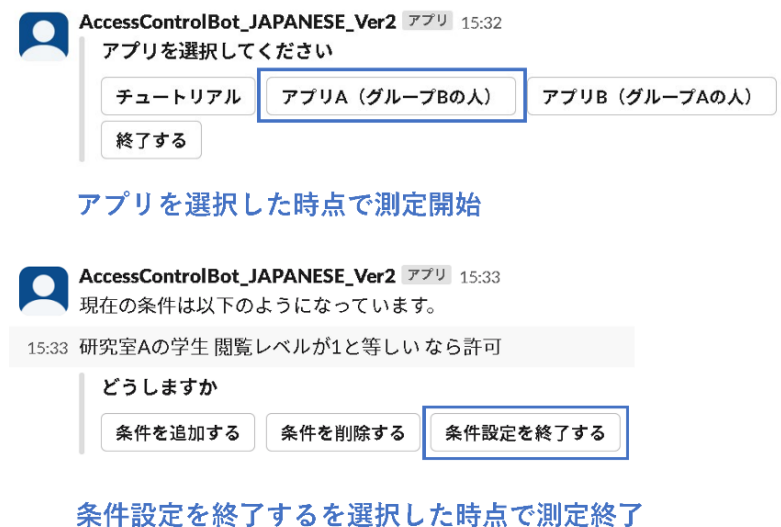 AccessControlBot_JAPANESE_Ver2 アプリ 15:32
アプリを選択してください
チュートリアル アプリA（グループBの人） アプリB（グループAの人）
終了する
アプリを選択した時点で測定開始
AccessControlBot_JAPANESE_Ver2 アプリ 15:33
現在の条件は以下のようになっています。
15:33 研究室Aの学生 閲覧レベルが1と等しい なら許可
どうしますか
条件を追加する 条件を削除する 条件設定を終了する
条件設定を終了するを選択した時点で測定終了